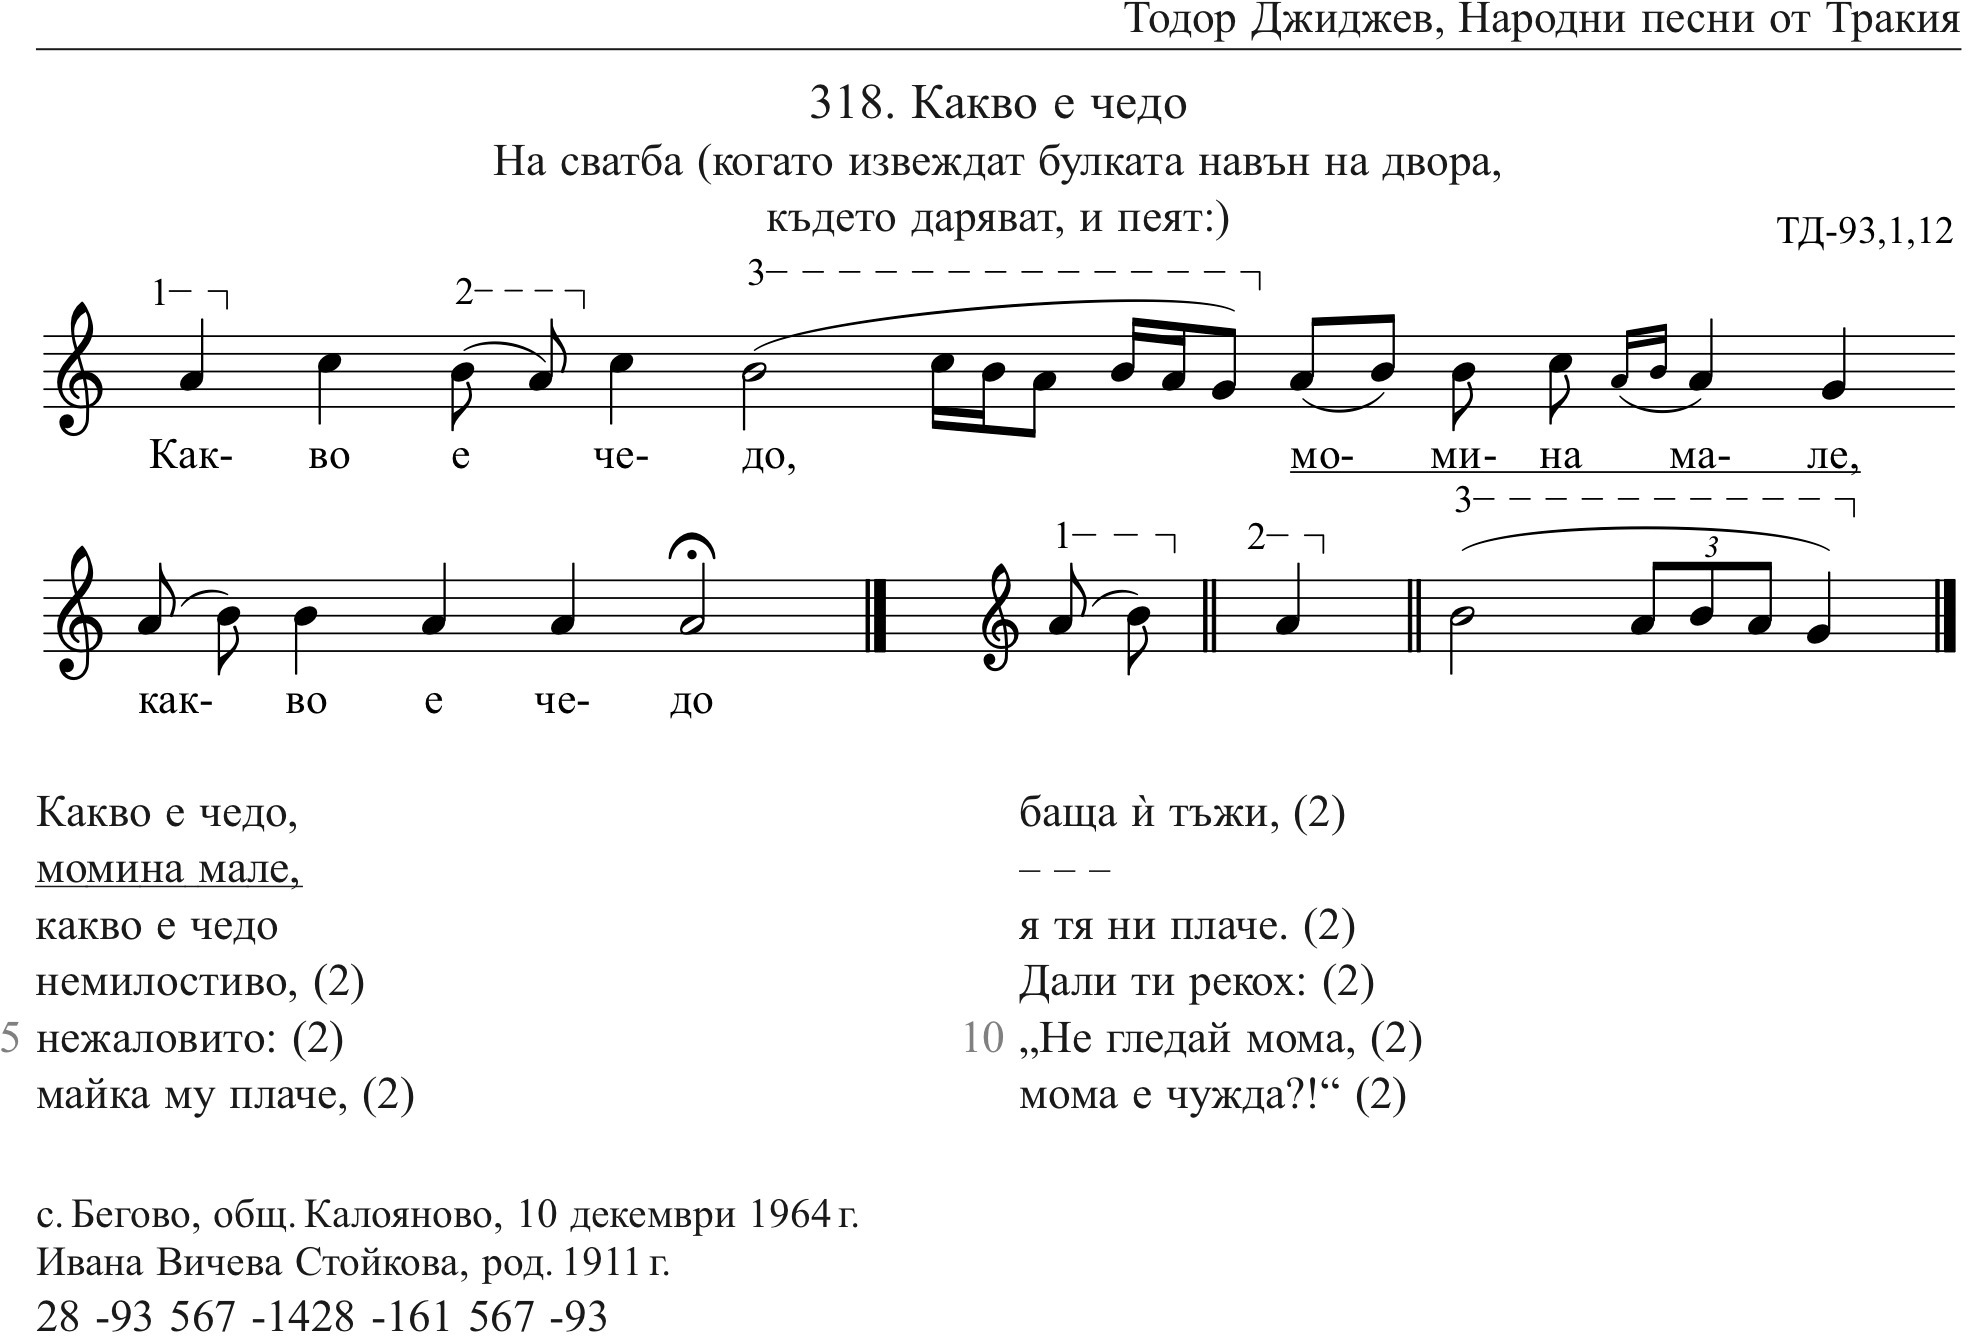 Тодор Джиджев, Народни песни от Тракия
318. Какво е чедо
На сватба (когато извеждат булката навън на двора,
където даряват, и пеят:)
ТД-93,1,12
1 2 3
Как- во е че- до, мо- ми- на ма- ле,
1 2 3
3
как- во е че- до
Какво е чедо,
момина мале,
какво е чедо
немилостиво, (2)
5 нежаловито: (2)
майка му плаче, (2)
баща ѝ тъжи, (2)
– – –
я тя ни плаче. (2)
Дали ти рекох: (2)
10 „Не гледай мома, (2)
мома е чужда?!“ (2)
с. Бегово, общ. Калояново, 10 декември 1964 г.
Ивана Вичева Стойкова, род. 1911 г.
28 -93 567 -1428 -161 567 -93